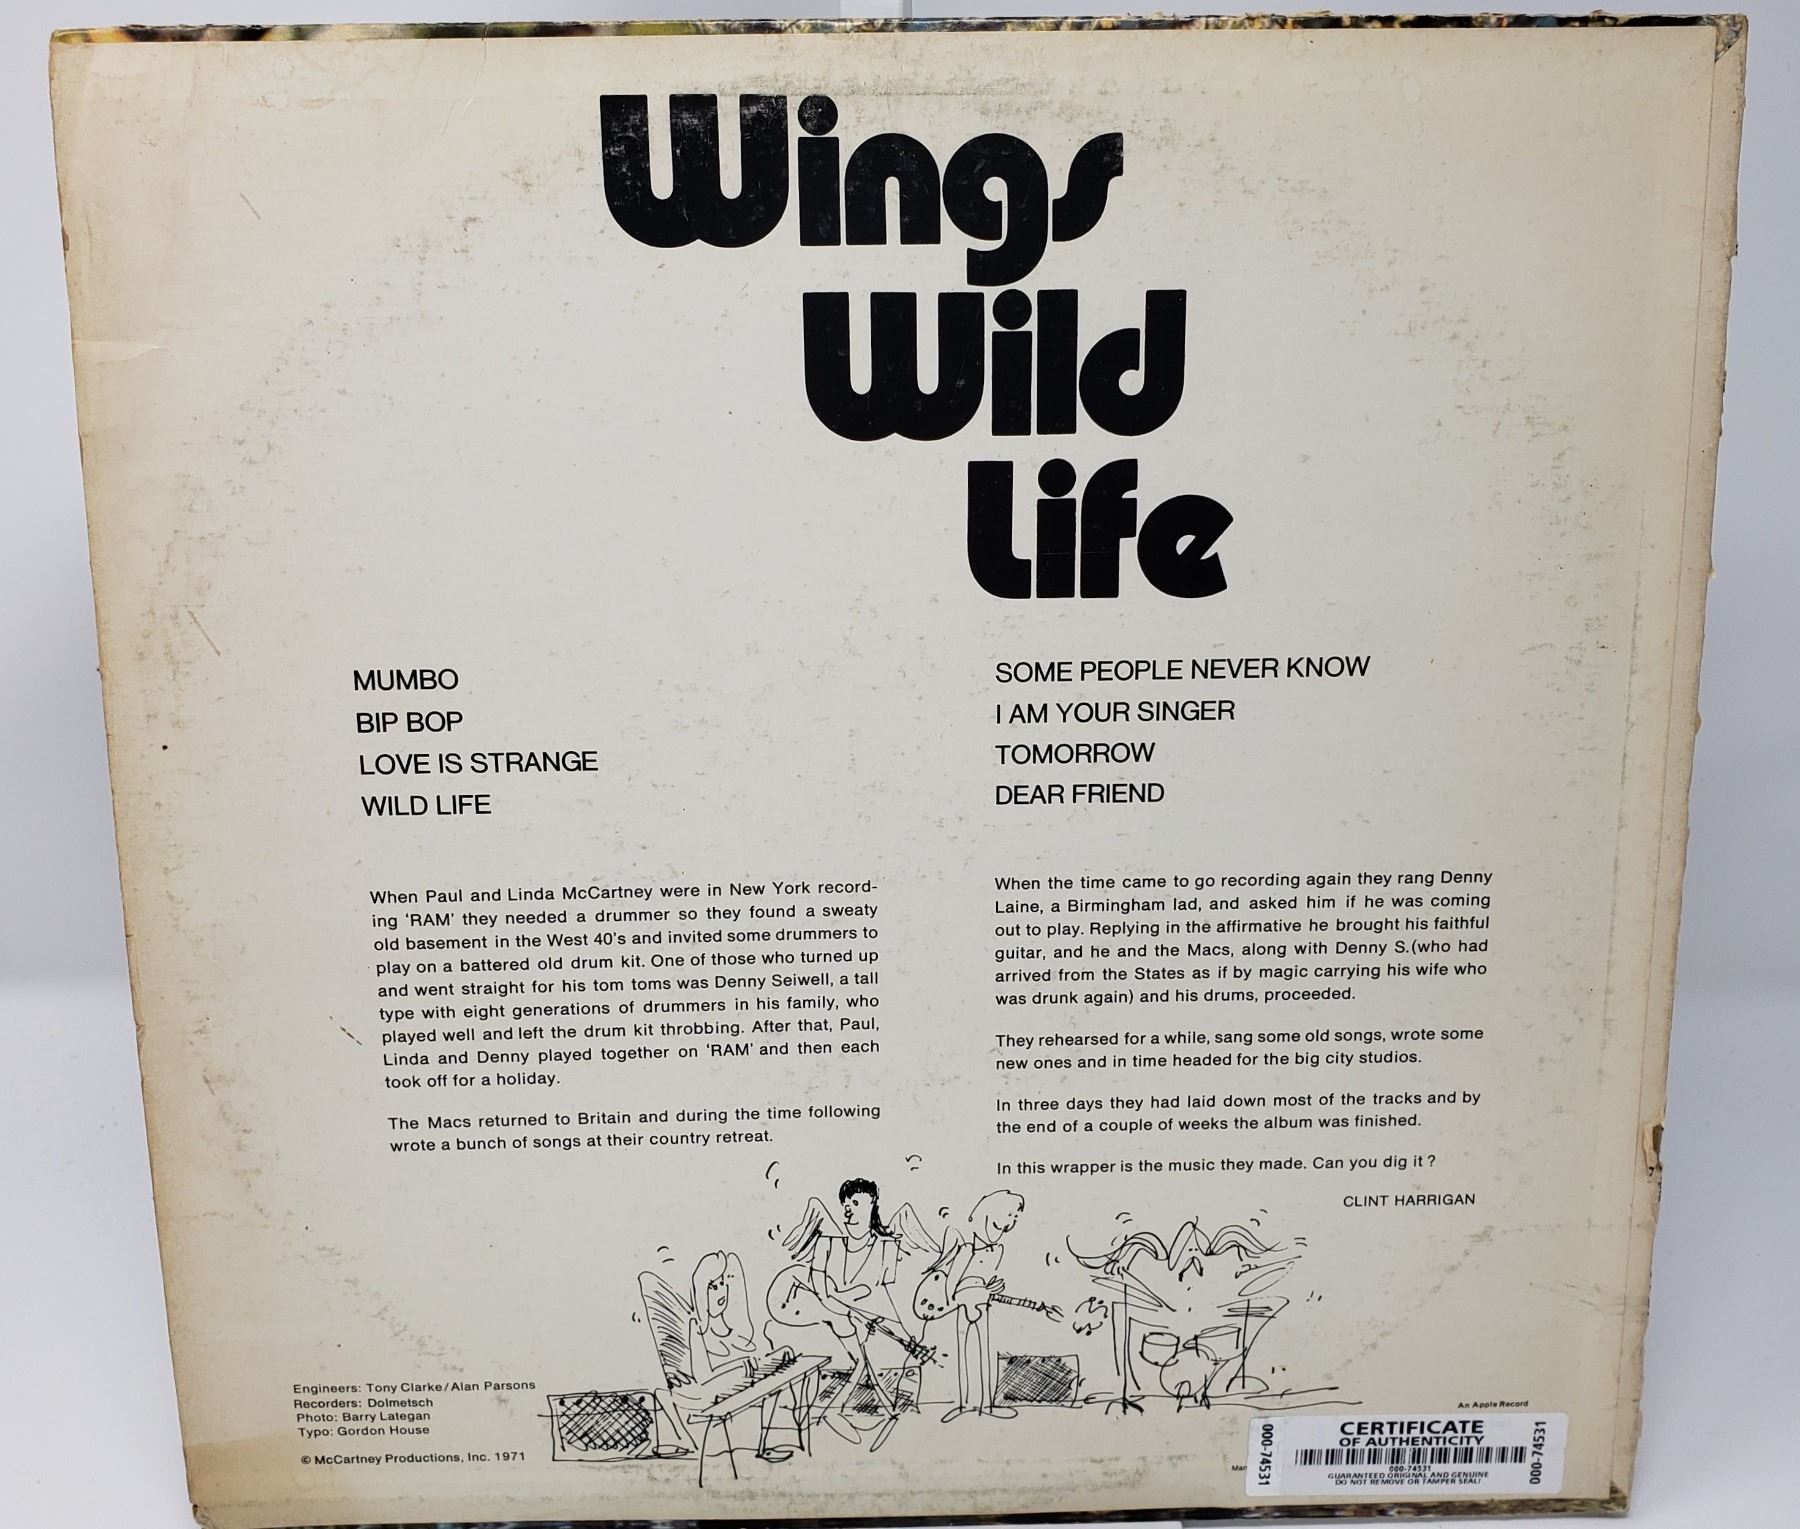 Wings
Wild
Life
MUMBO
BIP BOP
LOVE IS STRANGE
WILD LIFE
SOME PEOPLE NEVER KNOW
I AM YOUR SINGER
TOMORROW
DEAR FRIEND
When Paul and Linda McCartney were in New York record-
ing ‘RAM’ they needed a drummer so they found a sweaty
old basement in the West 40's and invited some drummers to
play on a battered old drum kit. One of those who turned up
and went straight for his tom toms was Denny Seiwell, a tall
type with eight generations of drummers in his family, who
played well and left the drum kit throbbing. After that, Paul,
Linda and Denny played together on ‘RAM’ and then each
took off for a holiday.
The Macs returned to Britain and during the time following
wrote a bunch of songs at their country retreat.
When the time came to go recording again they rang Denny
Laine, a Birmingham lad, and asked him if he was coming
out to play. Replying in the affirmative he brought his faithful
guitar, and he and the Macs, along with Denny S.(who had
arrived from the States as if by magic carrying his wife who
was drunk again) and his drums, proceeded.
They rehearsed for a while, sang some old songs, wrote some
new ones and in time headed for the big city studios.
In three days they had laid down most of the tracks and by
the end of a couple of weeks the album was finished.
In this wrapper is the music they made. Can you dig it?
CLINT HARRIGAN
Engineers: Tony Clarke/Alan Parsons
Recorders: Dolmetsch
Photo: Barry Lategan
Typo: Gordon House
© McCartney Productions, Inc. 1971
An Apple Record
Man
000-74531
CERTIFICATE
OF AUTHENTICITY
000-74531
GUARANTEED ORIGINAL AND GENUINE
DO NOT REMOVE OR TAMPER SEAL!
000-74531
7